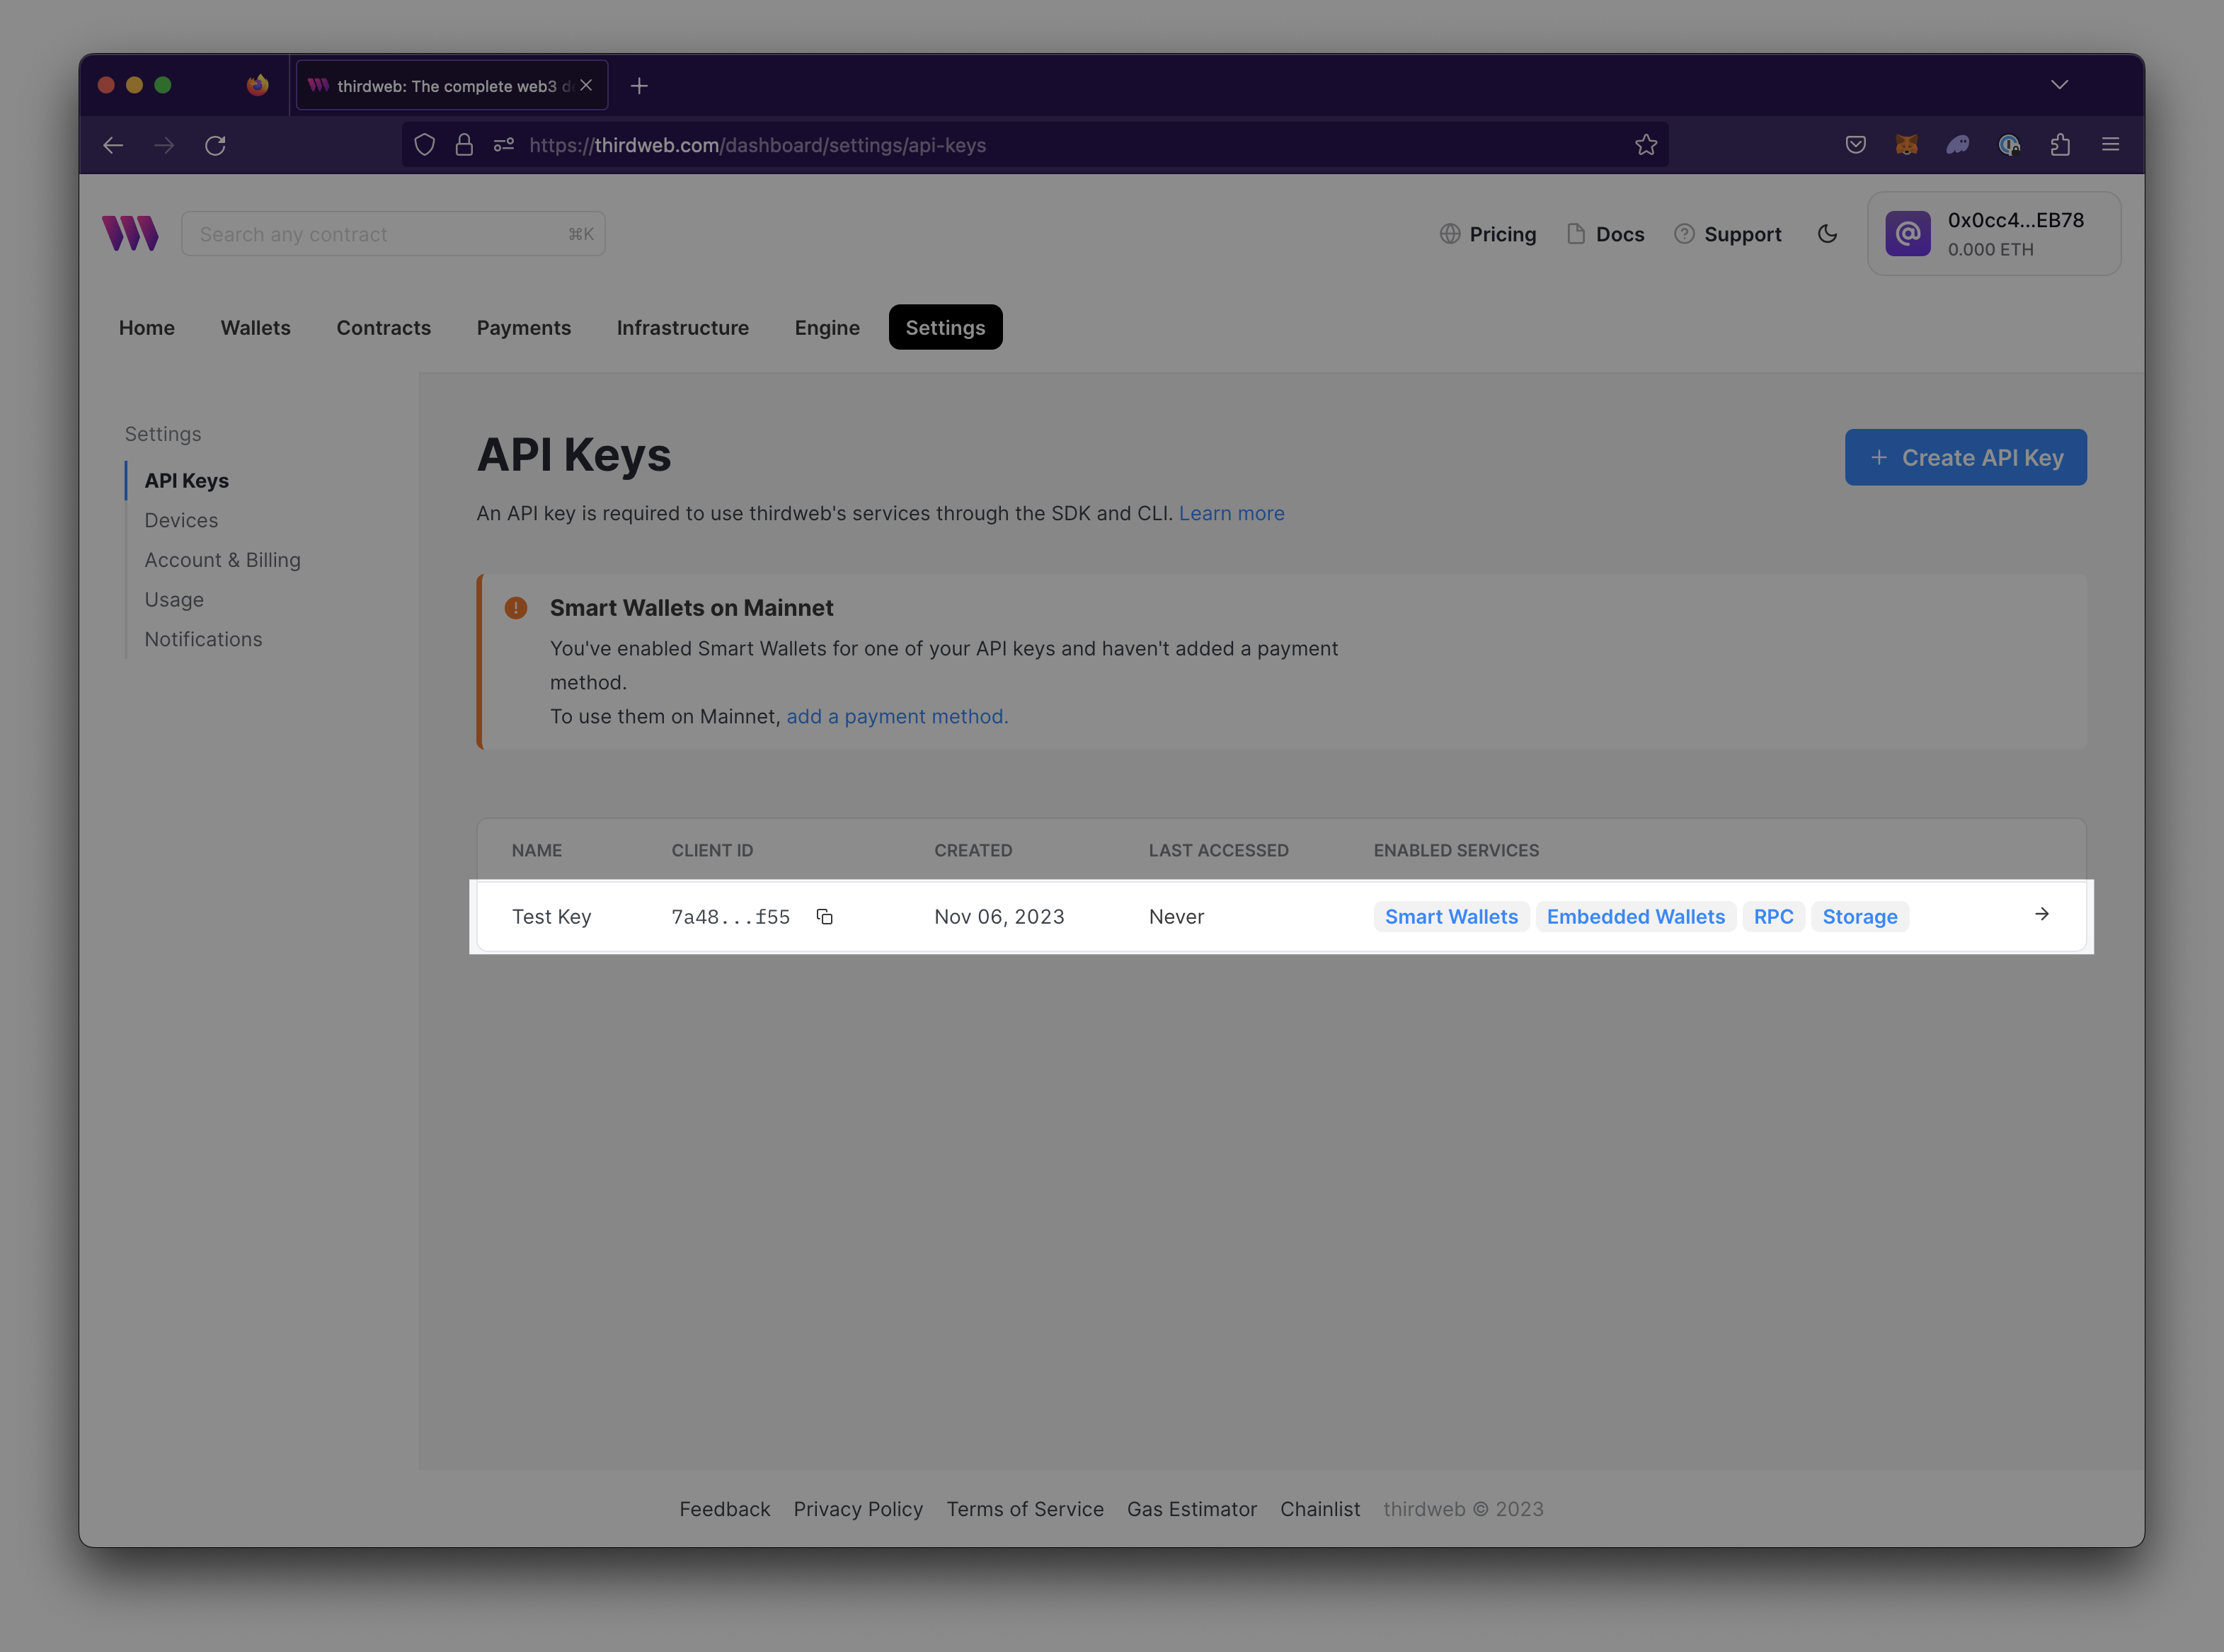 thirdweb: The complete web3 d
https://thirdweb.com/dashboard/settings/api-keys
Search any contract ⌘K
Pricing Docs Support
0x0cc4...EB78
0.000 ETH
Home Wallets Contracts Payments Infrastructure Engine Settings
Settings
API Keys
Devices
Account & Billing
Usage
Notifications
API Keys
+ Create API Key
An API key is required to use thirdweb's services through the SDK and CLI. Learn more
Smart Wallets on Mainnet
You've enabled Smart Wallets for one of your API keys and haven't added a payment
method.
To use them on Mainnet, add a payment method.
NAME CLIENT ID CREATED LAST ACCESSED ENABLED SERVICES
Test Key 7a48...f55 Nov 06, 2023 Never Smart Wallets Embedded Wallets RPC Storage
Feedback Privacy Policy Terms of Service Gas Estimator Chainlist thirdweb © 2023